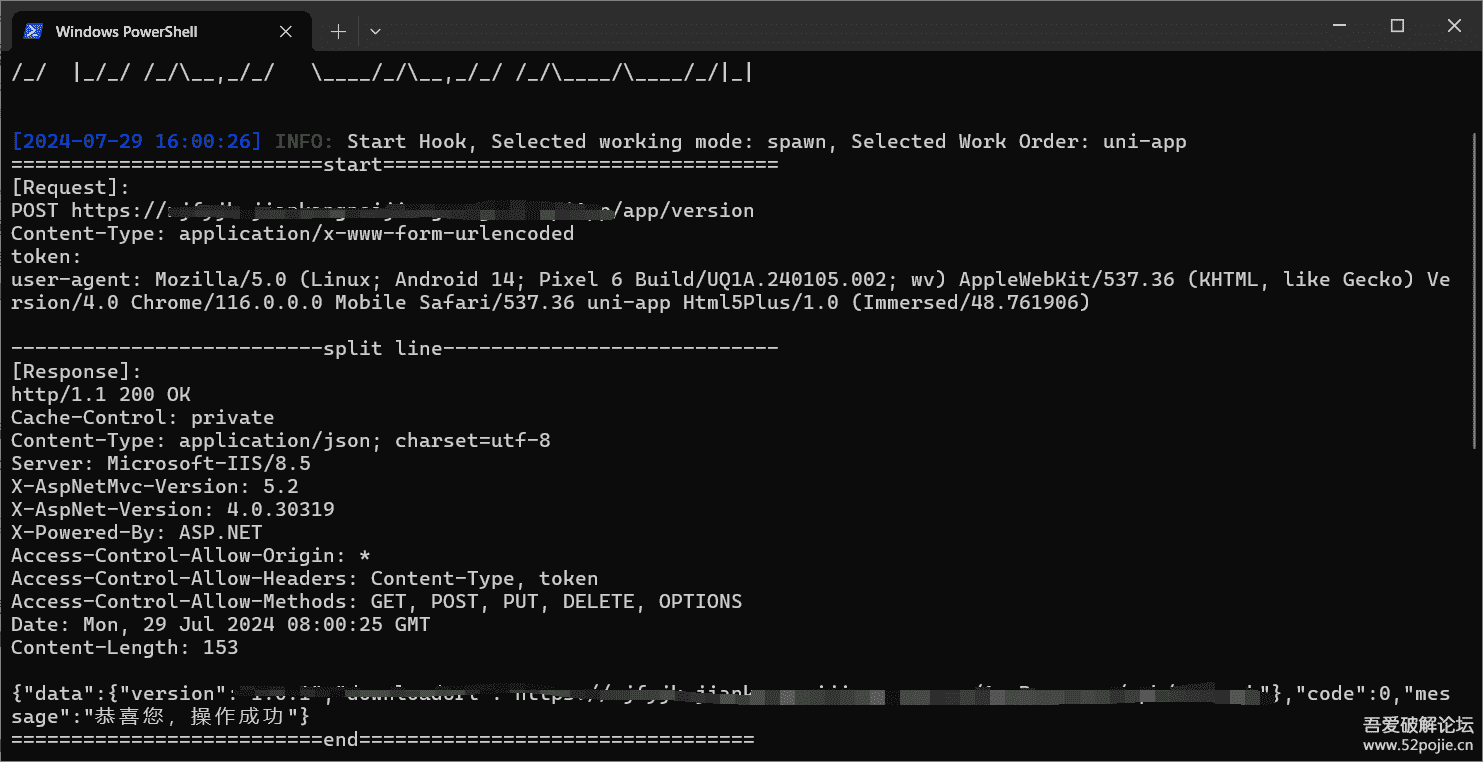 Windows PowerShell
/_/  |_/_/ /_/\__,_/_/   \____/_/\__,_/_/ /_/\____/\____/_/|_|
[2024-07-29 16:00:26] INFO: Start Hook, Selected working mode: spawn, Selected Work Order: uni-app
==========================start=================================
[Request]:
POST https:// /app/version
Content-Type: application/x-www-form-urlencoded
token:
user-agent: Mozilla/5.0 (Linux; Android 14; Pixel 6 Build/UQ1A.240105.002; wv) AppleWebKit/537.36 (KHTML, like Gecko) Ve
rsion/4.0 Chrome/116.0.0.0 Mobile Safari/537.36 uni-app Html5Plus/1.0 (Immersed/48.761906)
--------------------------split line----------------------------
[Response]:
http/1.1 200 OK
Cache-Control: private
Content-Type: application/json; charset=utf-8
Server: Microsoft-IIS/8.5
X-AspNetMvc-Version: 5.2
X-AspNet-Version: 4.0.30319
X-Powered-By: ASP.NET
Access-Control-Allow-Origin: *
Access-Control-Allow-Headers: Content-Type, token
Access-Control-Allow-Methods: GET, POST, PUT, DELETE, OPTIONS
Date: Mon, 29 Jul 2024 08:00:25 GMT
Content-Length: 153
{"data":{"version": "},"code":0,"mes
sage":"恭喜您，操作成功"}
==========================end=================================
吾爱破解论坛
www.52pojie.cn